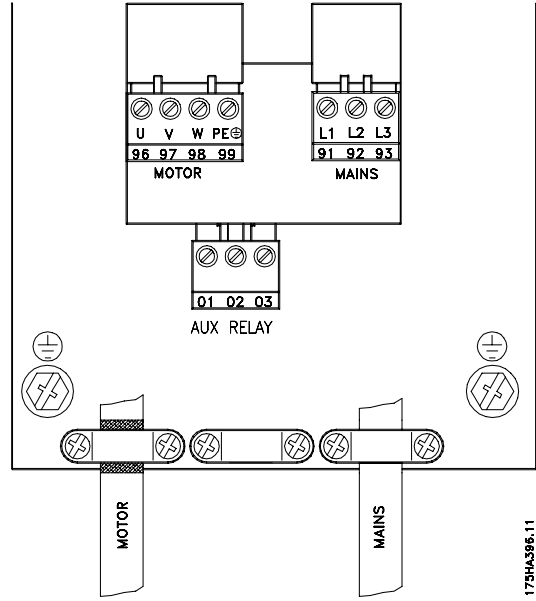 U V W PE
96 97 98 99
MOTOR
L1 L2 L3
91 92 93
MAINS
01 02 03
AUX RELAY
MOTOR
MAINS
175HA396.11